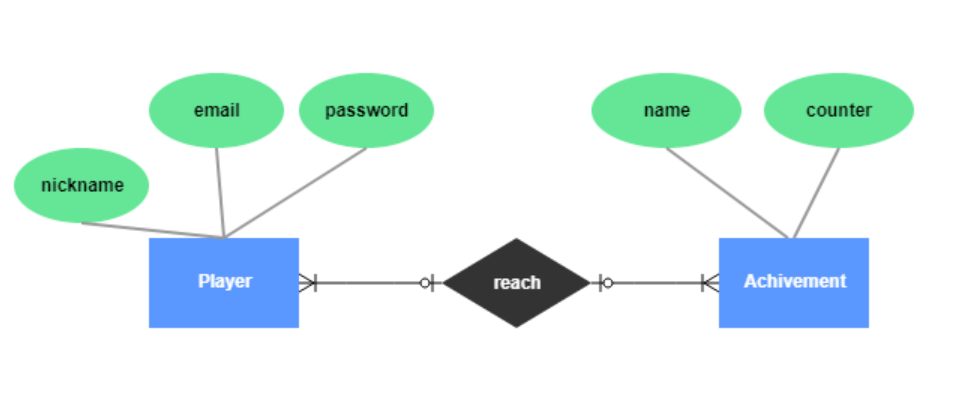 email
password
name
counter
nickname
Player
reach
Achivement